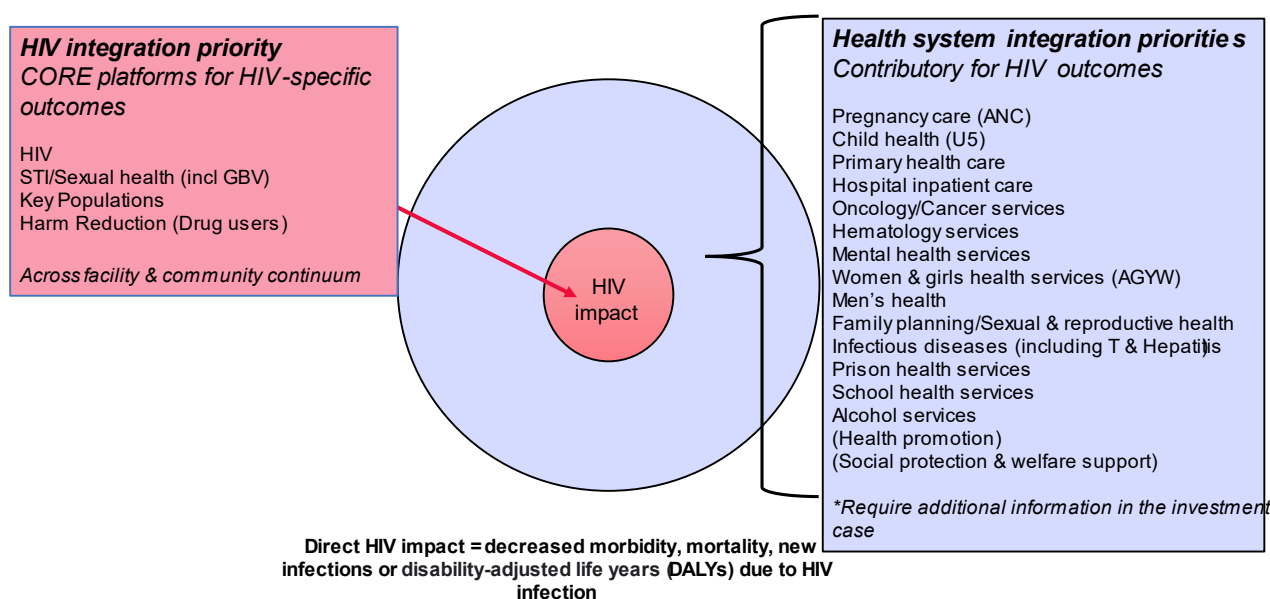 HIV integration priority
CORE platforms for HIV-specific
outcomes
HIV
STI/Sexual health (incl GBV)
Key Populations
Harm Reduction (Drug users)
Across facility & community continuum
HIV
impact
Health system integration priorities
Contributory for HIV outcomes
Pregnancy care (ANC)
Child health (U5)
Primary health care
Hospital inpatient care
Oncology/Cancer services
Hematology services
Mental health services
Women & girls health services (AGYW)
Men's health
Family planning/Sexual & reproductive health
Infectious diseases (including T & Hepatitis)
Prison health services
School health services
Alcohol services
(Health promotion)
(Social protection & welfare support)
*Require additional information in the investment
case
Direct HIV impact = decreased morbidity, mortality, new
infections or disability-adjusted life years (DALYs) due to HIV
infection